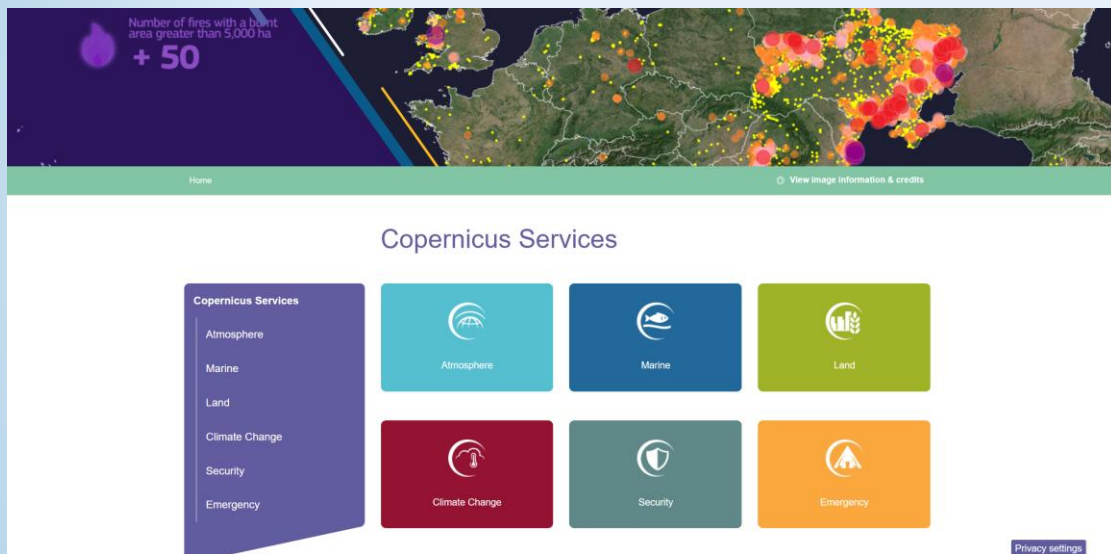 Number of fires with a burnt
area greater than 5,000 ha
+ 50
Home
View image information & credits
Copernicus Services
Copernicus Services
Atmosphere
Marine
Land
Climate Change
Security
Emergency
Atmosphere
Marine
Land
Climate Change
Security
Emergency
Privacy settings